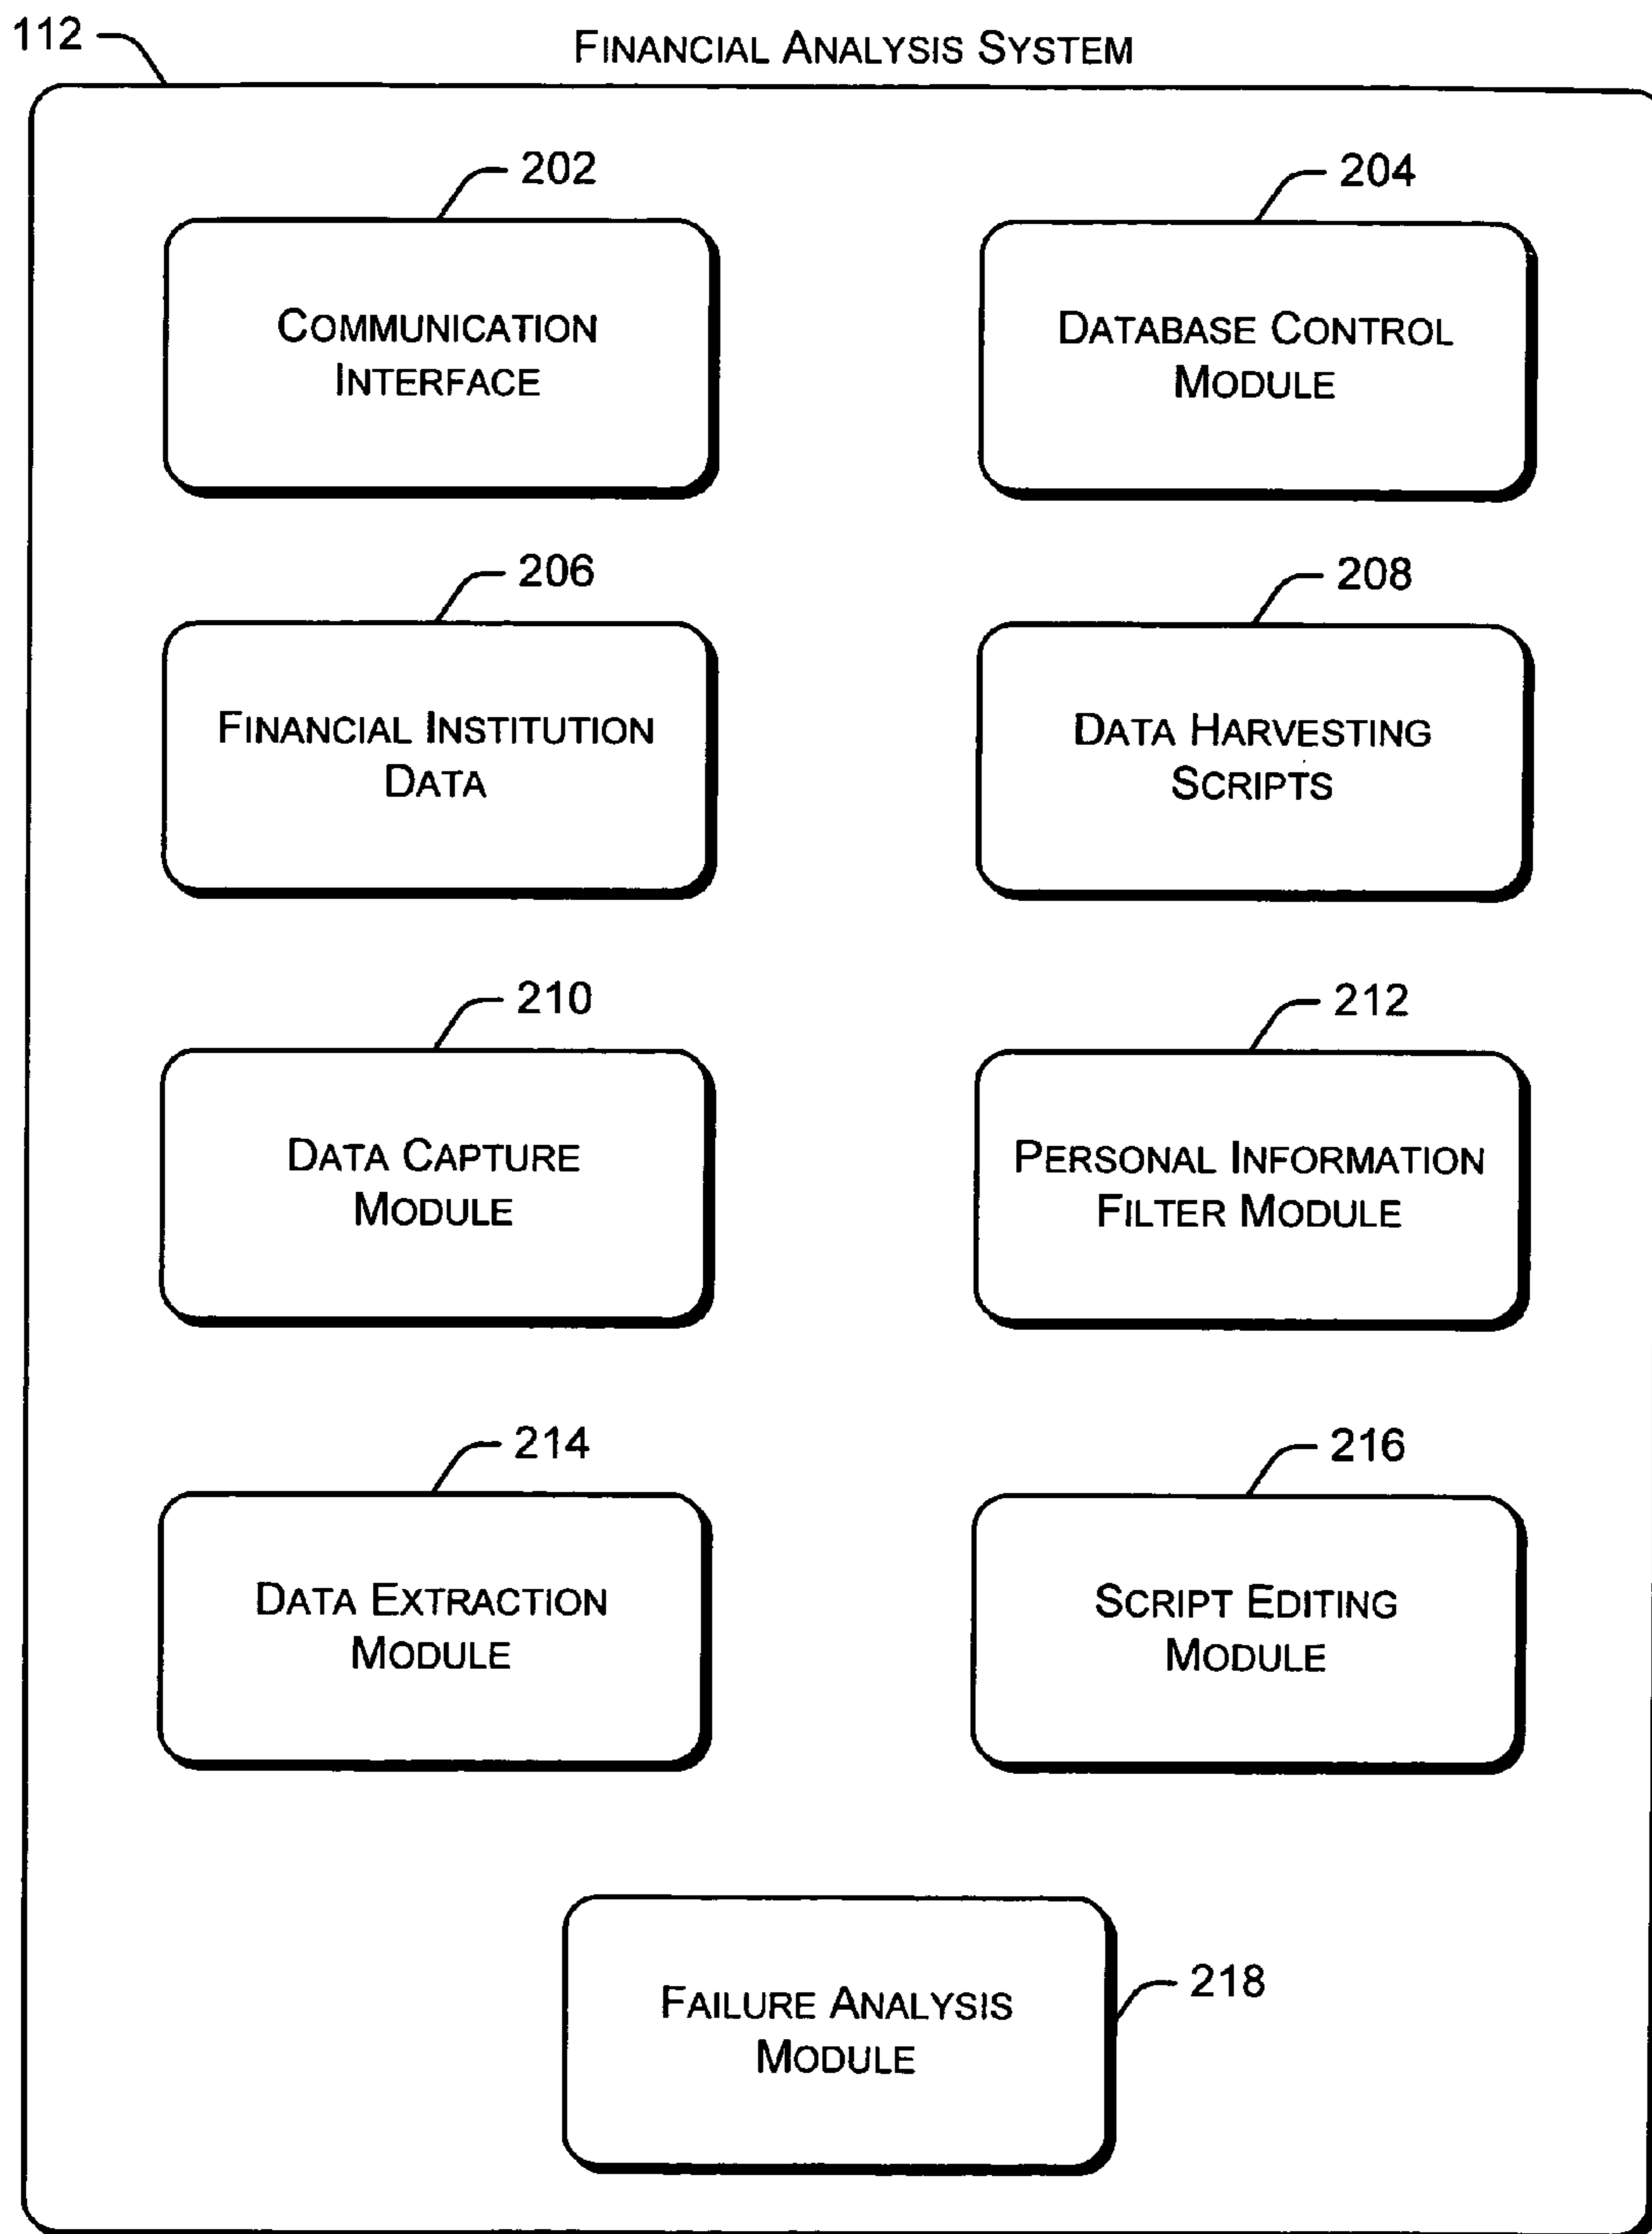 112
FINANCIAL ANALYSIS SYSTEM
202
204
COMMUNICATION
INTERFACE
DATABASE CONTROL
MODULE
206
208
FINANCIAL INSTITUTION
DATA
DATA HARVESTING
SCRIPTS
210
212
DATA CAPTURE
MODULE
PERSONAL INFORMATION
FILTER MODULE
214
216
DATA EXTRACTION
MODULE
SCRIPT EDITING
MODULE
218
FAILURE ANALYSIS
MODULE